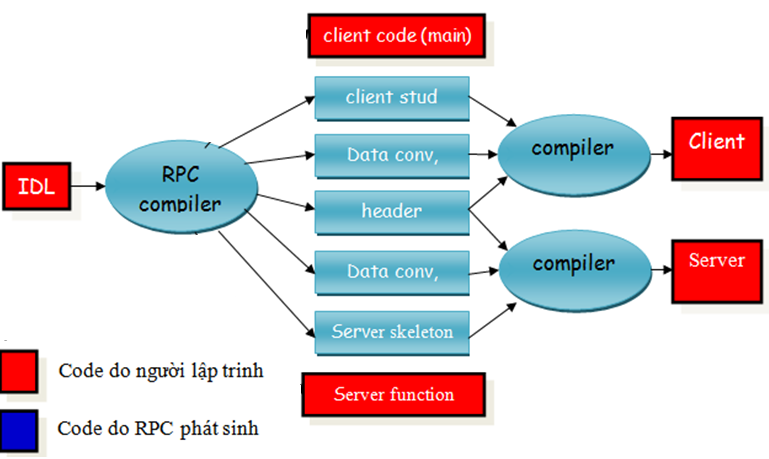 client code (main)
client stud
Data conv,
header
Data conv,
Server skeleton
Server function
IDL
RPC
compiler
compiler
compiler
Client
Server
Code do người lập trinh
Code do RPC phát sinh